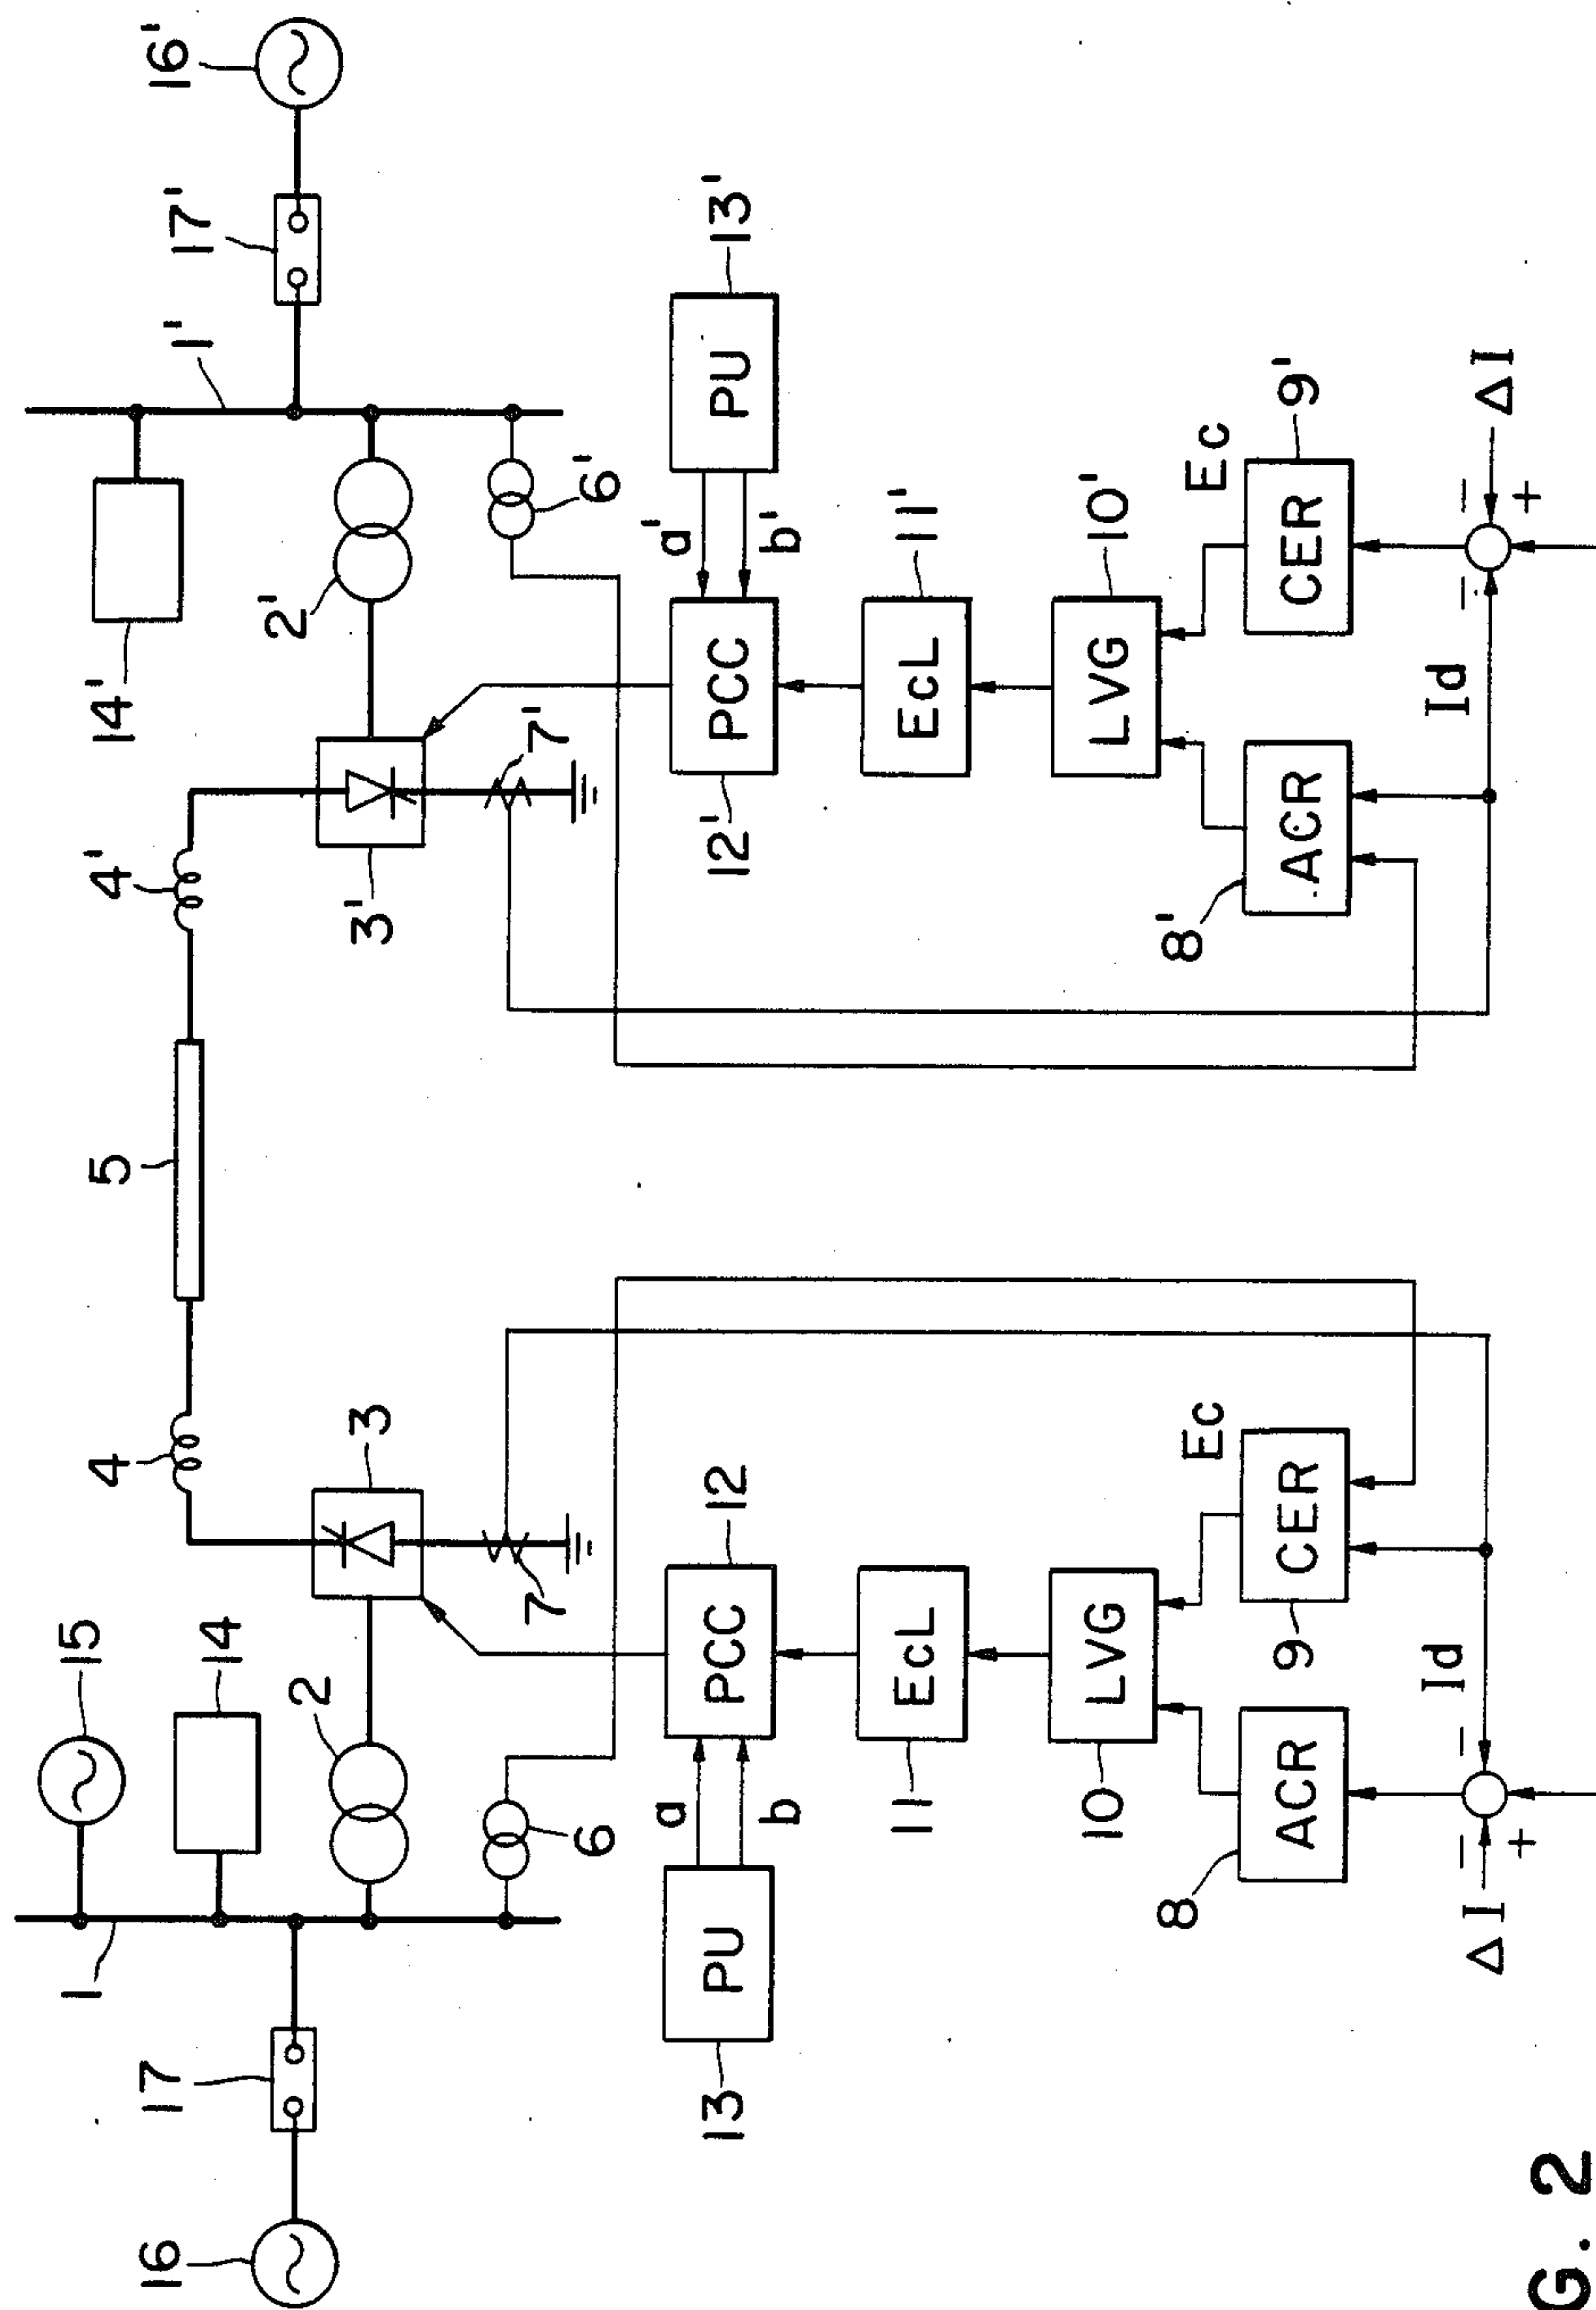 15
14
4
5
4'
14'
1'
17'
16'
16
17
1
2
3
3'
2'
6
7
7'
6'
13
PU
a
b
PCC
12
12'
PCC
a'
b'
PU
13'
11
EcL
EcL
11'
10
LVG
LVG
10'
8
ACR
9
CER
Ec
8'
ACR
CER
9'
Ec
ΔI
−
+
−
Id
Id
−
+
−
ΔI
G. 2